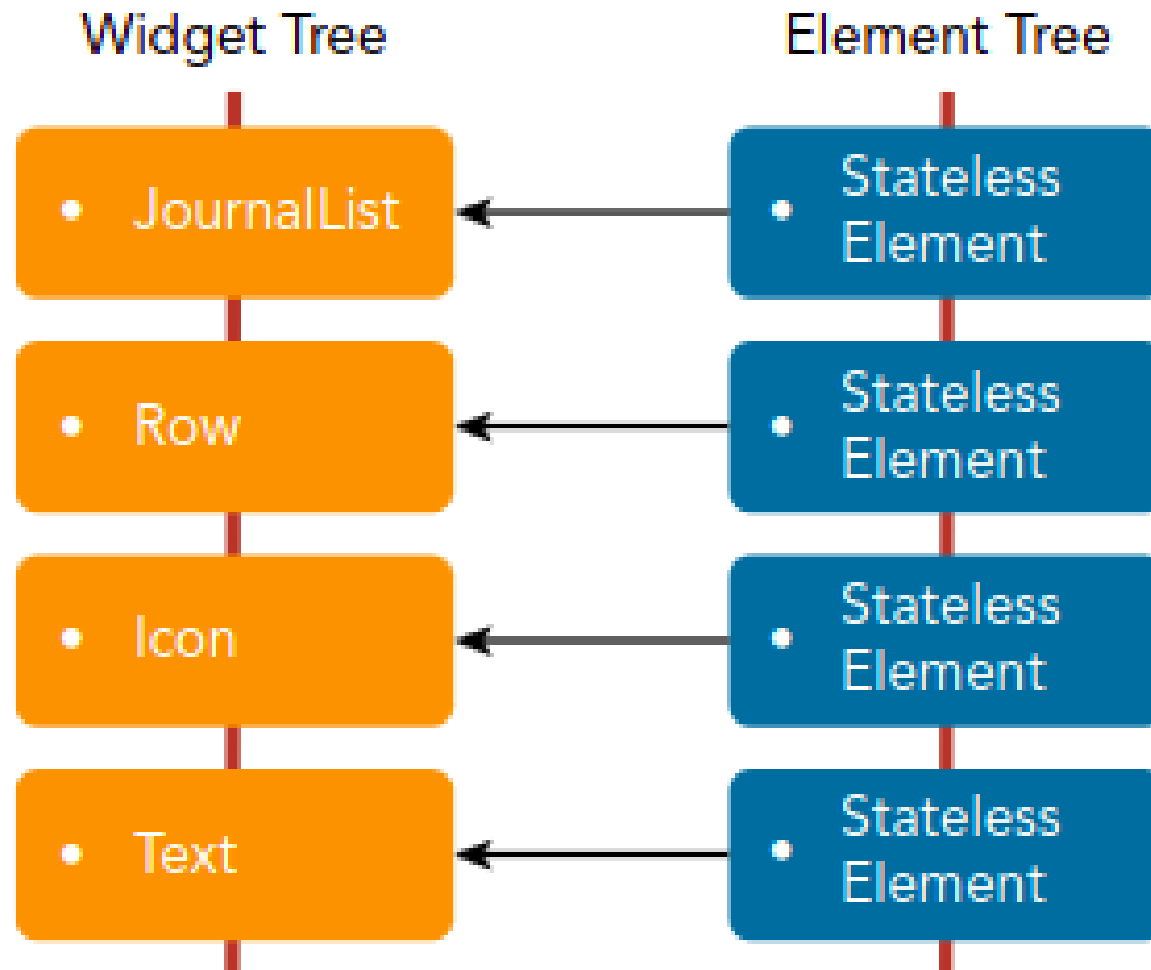 Widget Tree
Element Tree
• JournalList
• Stateless
Element
• Row
• Stateless
Element
• Icon
• Stateless
Element
• Text
• Stateless
Element